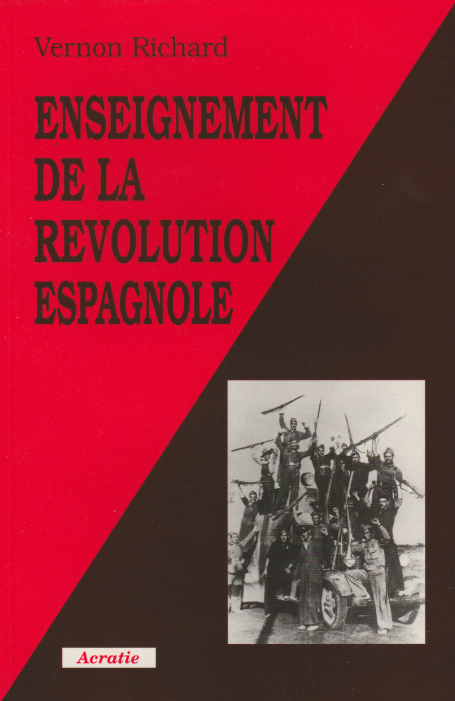 Vernon Richard
ENSEIGNEMENT
DE LA
REVOLUTION
ESPAGNOLE
Acratie